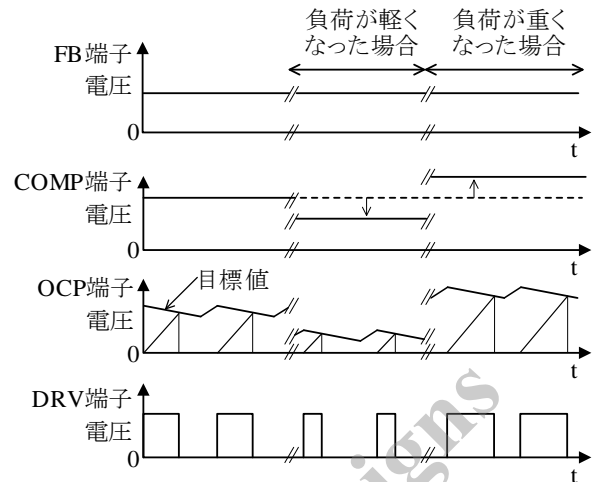 負荷が軽く
なった場合
負荷が重く
なった場合
FB端子
電圧
0
t
COMP端子
電圧
0
t
目標値
OCP端子
電圧
0
t
DRV端子
電圧
0
t
signs